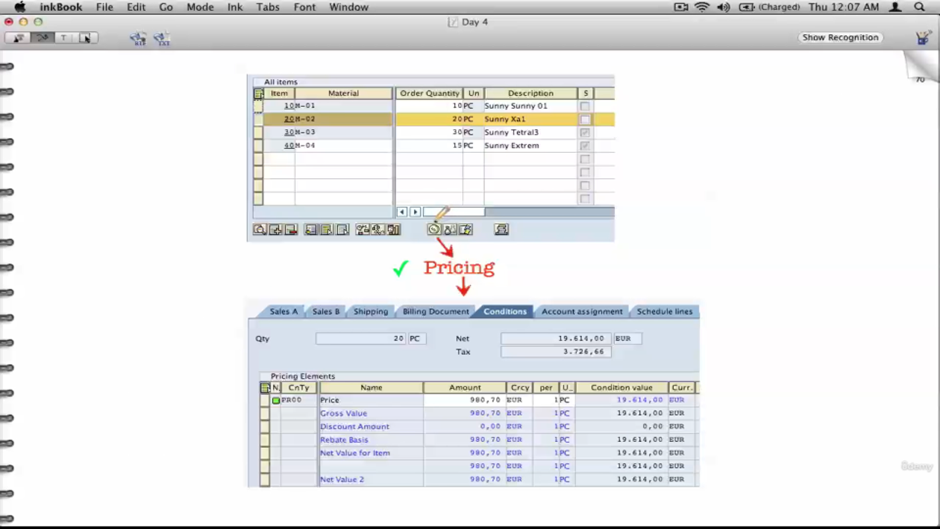 inkBook File Edit Go Mode Ink Tabs Font Window (Charged) Thu 12:07 AM
Day 4
T Show Recognition
70
All items
Item Material Order Quantity Un Description S
10 M-01 10 PC Sunny Sunny 01
20 M-02 20 PC Sunny Xa1
30 M-03 30 PC Sunny Tetral3
40 M-04 15 PC Sunny Extrem
✓ Pricing
Sales A Sales B Shipping Billing Document Conditions Account assignment Schedule lines
Qty 20 PC Net 19.614,00 EUR
Tax 3.726,66
Pricing Elements
N. CnTy Name Amount Crcy per U_ Condition value Curr.
PR00 Price 980,70 EUR 1 PC 19.614,00 EUR
Gross Value 980,70 EUR 1 PC 19.614,00 EUR
Discount Amount 0,00 EUR 1 PC 0,00 EUR
Rebate Basis 980,70 EUR 1 PC 19.614,00 EUR
Net Value for Item 980,70 EUR 1 PC 19.614,00 EUR
980,70 EUR 1 PC 19.614,00 EUR
Net Value 2 980,70 EUR 1 PC 19.614,00 EUR
Udemy